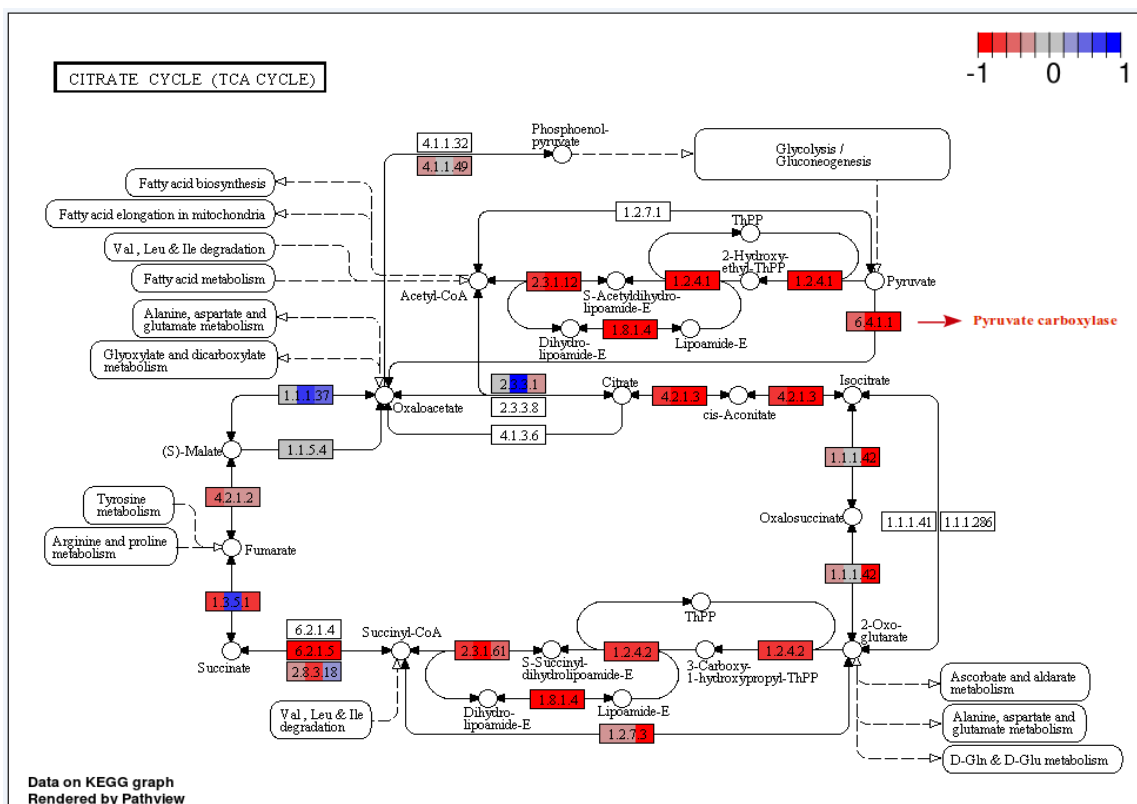 -1 0 1
CITRATE CYCLE (TCA CYCLE)
4.1.1.32
Phosphoenol-
pyruvate
4.1.1.49
Glycolysis /
Gluconeogenesis
Fatty acid biosynthesis
Fatty acid elongation in mitochondria
Val , Leu & Ile degradation
Fatty acid metabolism
Alanine, aspartate and
glutamate metabolism
Glyoxylate and dicarboxylate
metabolism
1.2.7.1
ThPP
2-Hydroxy-
ethyl-ThPP
Acetyl-CoA
2.3.1.12
S-Acetyldihydro-
lipoamide-E
1.2.4.1
1.2.4.1
Pyruvate
Dihydro-
lipoamide-E
1.8.1.4
Lipoamide-E
6.4.1.1
Pyruvate carboxylase
1.1.1.37
Oxaloacetate
2.3.3.1
2.3.3.8
4.1.3.6
Citrate
4.2.1.3
cis-Aconitate
4.2.1.3
Isocitrate
(S)-Malate
1.1.5.4
1.1.1.42
4.2.1.2
Tyrosine
metabolism
Arginine and proline
metabolism
Fumarate
Oxalosuccinate
1.1.1.41
1.1.1.286
1.1.1.42
1.3.5.1
ThPP
6.2.1.4
6.2.1.5
2.8.3.18
Succinate
Succinyl-CoA
2.3.1.61
S-Succinyl-
dihydrolipoamide-E
1.2.4.2
3-Carboxy-
1-hydroxypropyl-ThPP
1.2.4.2
2-Oxo-
glutarate
Val , Leu & Ile
degradation
Dihydro-
lipoamide-E
1.8.1.4
Lipoamide-E
1.2.7.3
Ascorbate and aldarate
metabolism
Alanine, aspartate and
glutamate metabolism
D-Gln & D-Glu metabolism
Data on KEGG graph
Rendered by Pathview